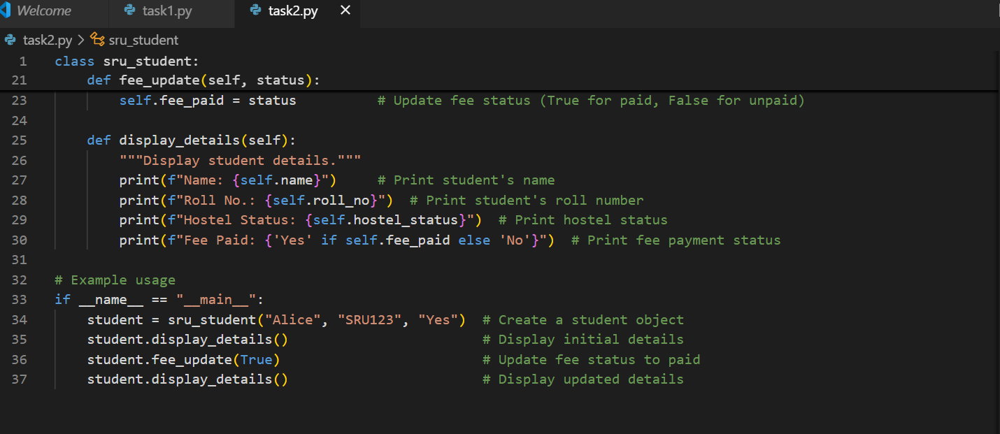 Welcome task1.py task2.py
task2.py > sru_student
1 class sru_student:
21 def fee_update(self, status):
23 self.fee_paid = status # Update fee status (True for paid, False for unpaid)
24
25 def display_details(self):
26 """Display student details."""
27 print(f"Name: {self.name}") # Print student's name
28 print(f"Roll No.: {self.roll_no}") # Print student's roll number
29 print(f"Hostel Status: {self.hostel_status}") # Print hostel status
30 print(f"Fee Paid: {'Yes' if self.fee_paid else 'No'}") # Print fee payment status
31
32 # Example usage
33 if __name__ == "__main__":
34 student = sru_student("Alice", "SRU123", "Yes") # Create a student object
35 student.display_details() # Display initial details
36 student.fee_update(True) # Update fee status to paid
37 student.display_details() # Display updated details